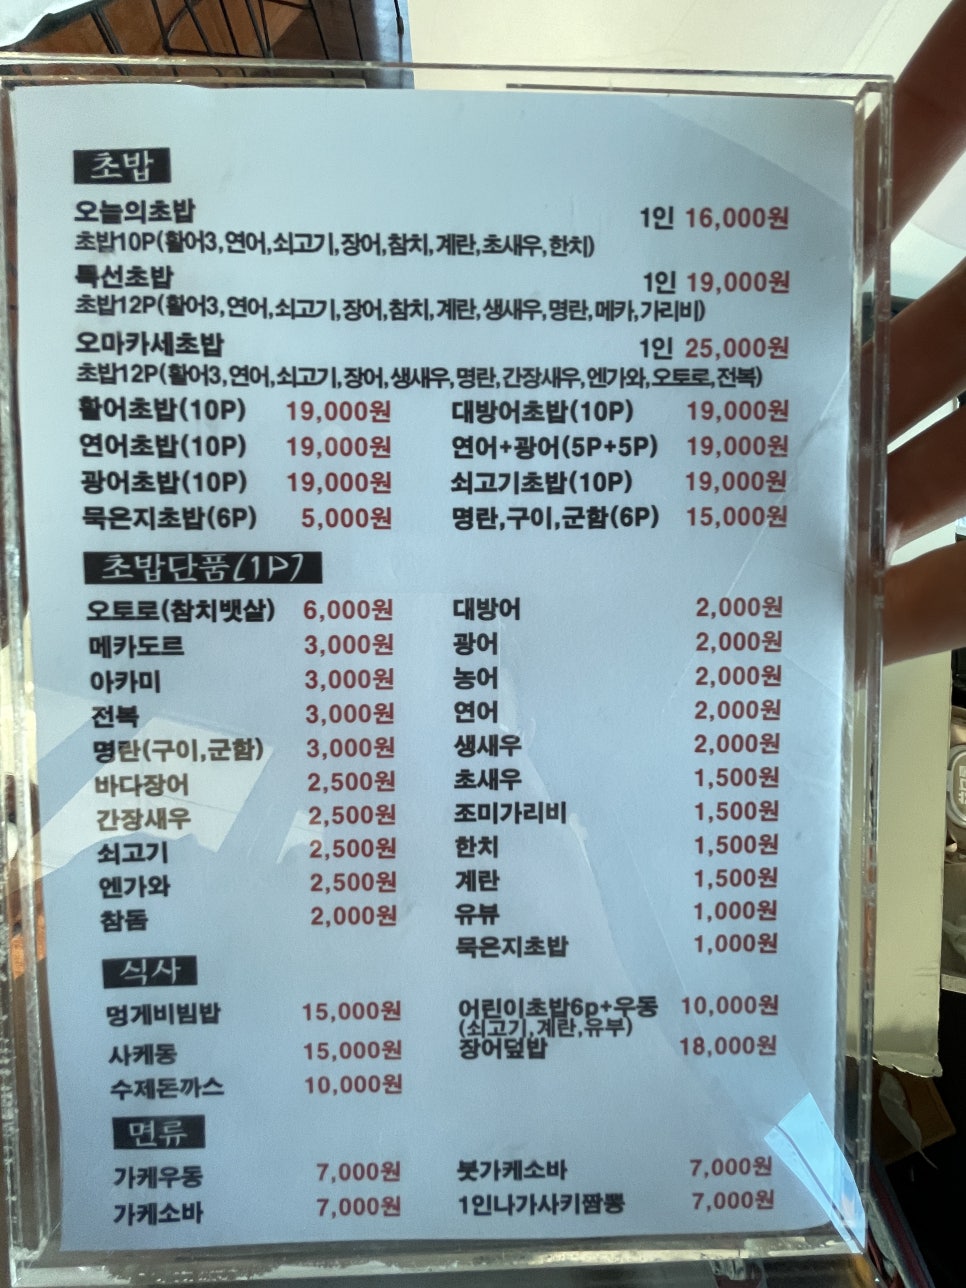 초밥
오늘의초밥 1인 16,000원
초밥10P(활어3,연어,쇠고기,장어,참치,계란,초새우,한치)
특선초밥 1인 19,000원
초밥12P(활어3,연어,쇠고기,장어,참치,계란,생새우,명란,메카,가리비)
오마카세초밥 1인 25,000원
초밥12P(활어3,연어,쇠고기,장어,생새우,명란,간장새우,엔가와,오토로,전복)
활어초밥(10P) 19,000원 대방어초밥(10P) 19,000원
연어초밥(10P) 19,000원 연어+광어(5P+5P) 19,000원
광어초밥(10P) 19,000원 쇠고기초밥(10P) 19,000원
묵은지초밥(6P) 5,000원 명란,구이,군함(6P) 15,000원
초밥단품(1P)
오토로(참치뱃살) 6,000원 대방어 2,000원
메카도르 3,000원 광어 2,000원
아카미 3,000원 농어 2,000원
전복 3,000원 연어 2,000원
명란(구이,군함) 3,000원 생새우 2,000원
바다장어 2,500원 초새우 1,500원
간장새우 2,500원 조미가리비 1,500원
쇠고기 2,500원 한치 1,500원
엔가와 2,500원 계란 1,500원
참돔 2,000원 유뷰 1,000원
묵은지초밥 1,000원
식사
멍게비빔밥 15,000원 어린이초밥6p+우동 10,000원
(쇠고기,계란,유부)
사케동 15,000원 장어덮밥 18,000원
수제돈까스 10,000원
면류
가케우동 7,000원 붓가케소바 7,000원
가케소바 7,000원 1인나가사키짬뽕 7,000원